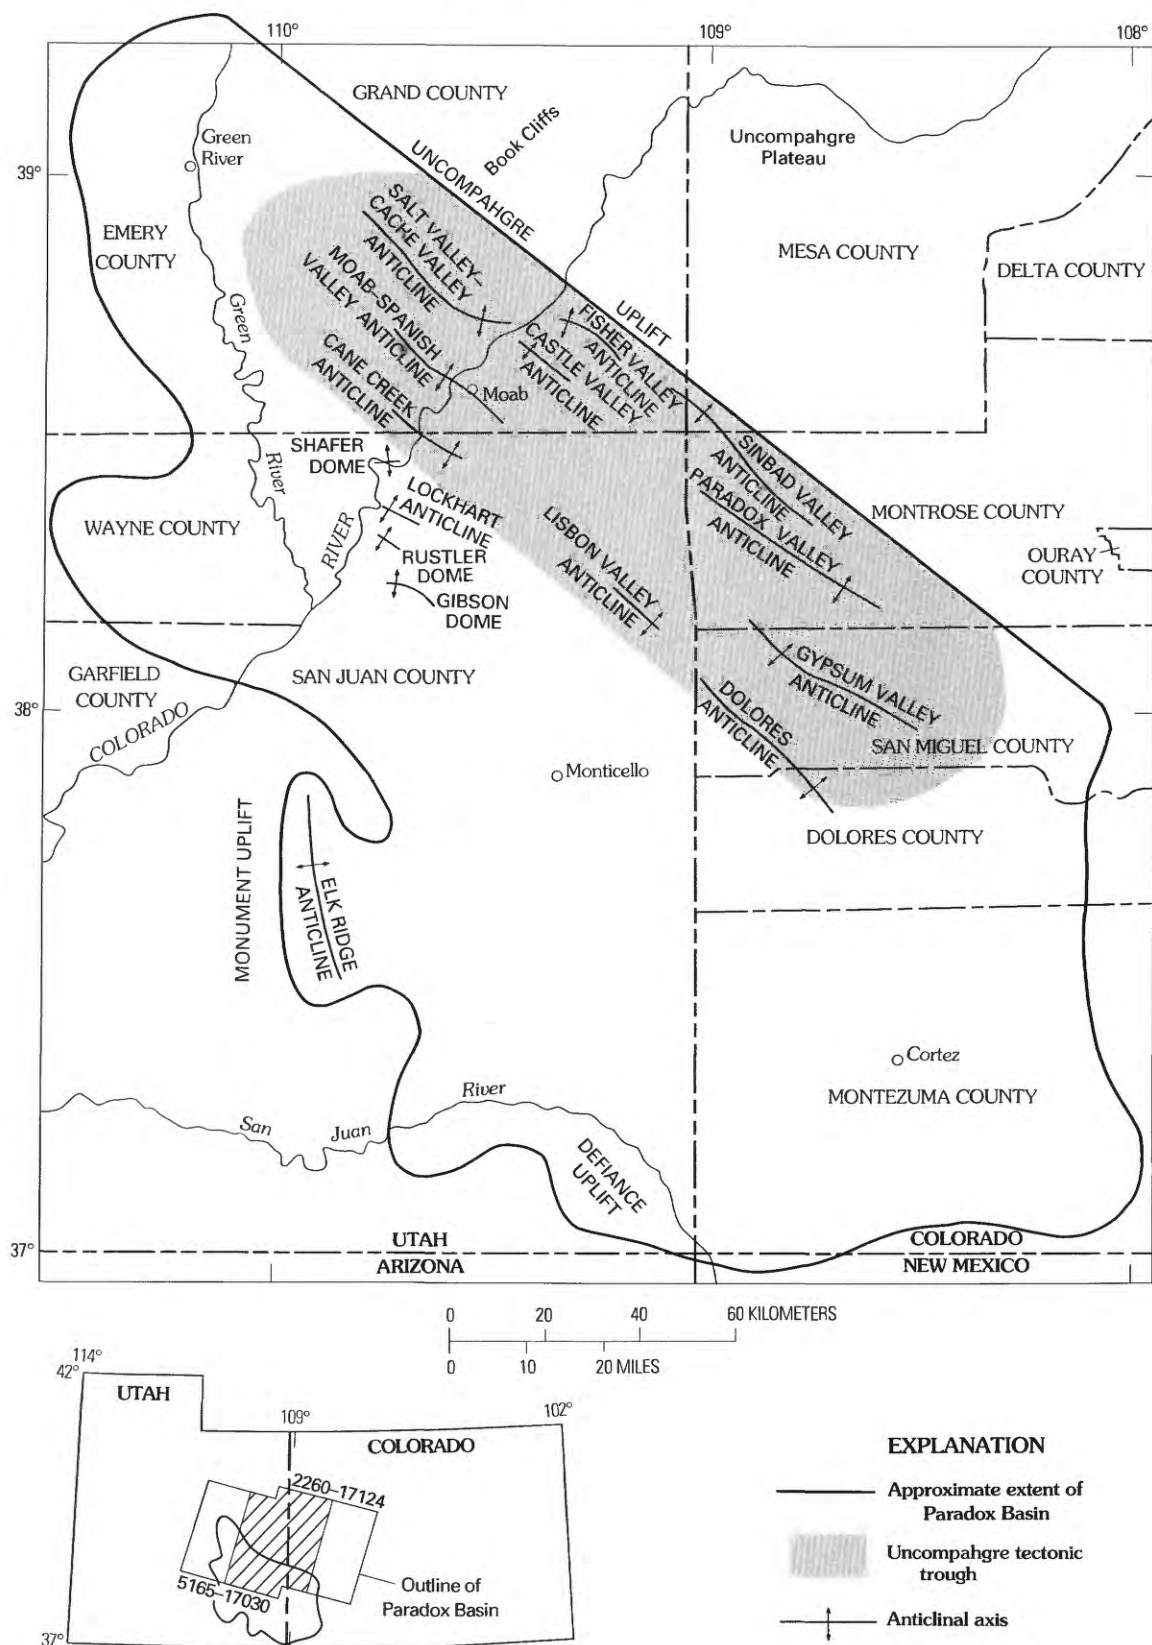 110°
109°
108°
GRAND COUNTY
Book Cliffs
Uncompahgre
Plateau
Green
River
39°
UNCOMPAHGRE
UPLIFT
EMERY
COUNTY
MESA COUNTY
DELTA COUNTY
SALT VALLEY–
CACHE VALLEY
ANTICLINE
MOAB–SPANISH
VALLEY ANTICLINE
CANE CREEK
ANTICLINE
Green
River
FISHER VALLEY
ANTICLINE
CASTLE VALLEY
ANTICLINE
Moab
SHAFER
DOME
SINBAD VALLEY
ANTICLINE
PARADOX VALLEY
ANTICLINE
LOCKHART
ANTICLINE
LISBON VALLEY
ANTICLINE
MONTROSE COUNTY
WAYNE COUNTY
RIVER
RUSTLER
DOME
GIBSON
DOME
OURAY
COUNTY
GARFIELD
COUNTY
SAN JUAN COUNTY
GYPSUM VALLEY
ANTICLINE
38°
COLORADO
DOLORES
ANTICLINE
SAN MIGUEL COUNTY
Monticello
DOLORES COUNTY
MONUMENT UPLIFT
ELK RIDGE
ANTICLINE
Cortez
MONTEZUMA COUNTY
San
Juan
River
DEFIANCE
UPLIFT
37°
UTAH
ARIZONA
COLORADO
NEW MEXICO
0 20 40 60 KILOMETERS
0 10 20 MILES
114°
42°
UTAH
109°
102°
COLORADO
2260–17124
5165–17030
Outline of
Paradox Basin
37°
EXPLANATION
Approximate extent of
Paradox Basin
Uncompahgre tectonic
trough
Anticlinal axis